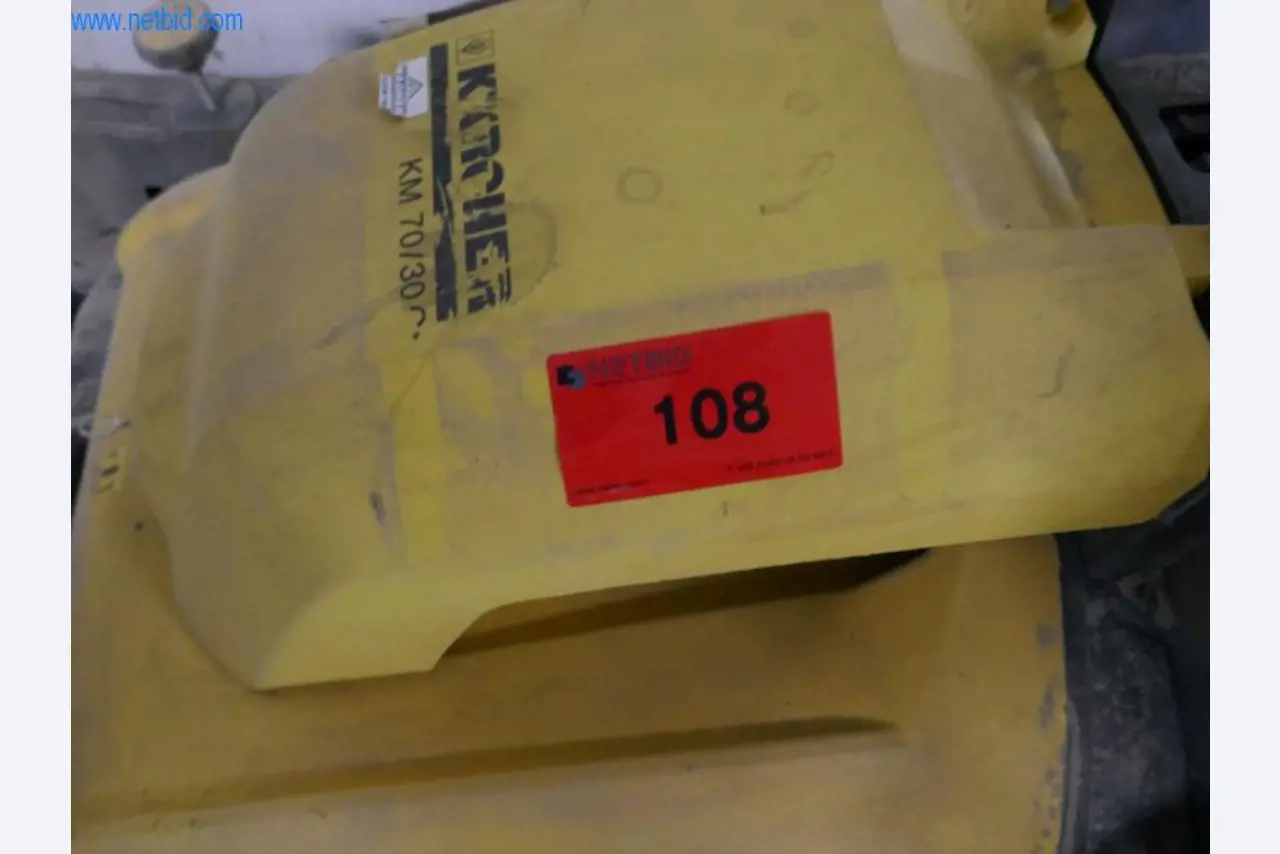 www.netbid.com
KÄRCHER
KM 70/30 C
NETBID
108